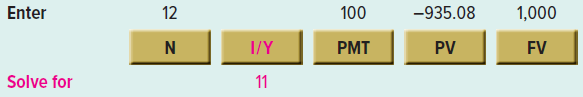 Enter 12 100 –935.08 1,000
N I/Y PMT PV FV
Solve for 11